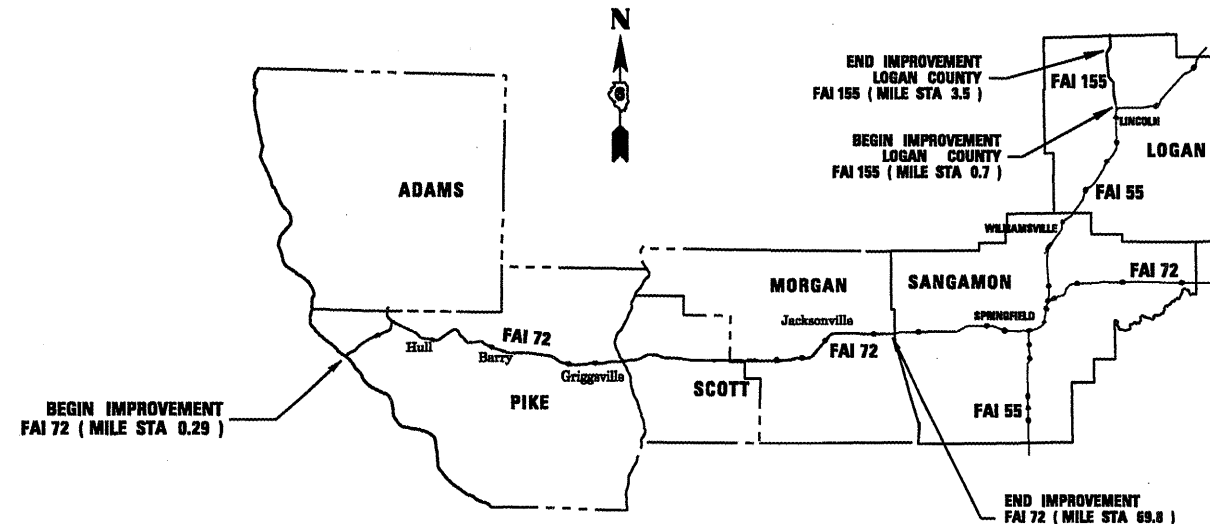 N
6
END IMPROVEMENT
LOGAN COUNTY
FAI 155 ( MILE STA 3.5 )
FAI 155
LINCOLN
BEGIN IMPROVEMENT
LOGAN COUNTY
FAI 155 ( MILE STA 0.7 )
LOGAN
ADAMS
FAI 55
WILLIAMSVILLE
MORGAN
SANGAMON
FAI 72
Jacksonville
SPRINGFIELD
FAI 72
Hull
Barry
Griggsville
FAI 72
SCOTT
PIKE
FAI 55
BEGIN IMPROVEMENT
FAI 72 ( MILE STA 0.29 )
END IMPROVEMENT
FAI 72 ( MILE STA 69.8 )